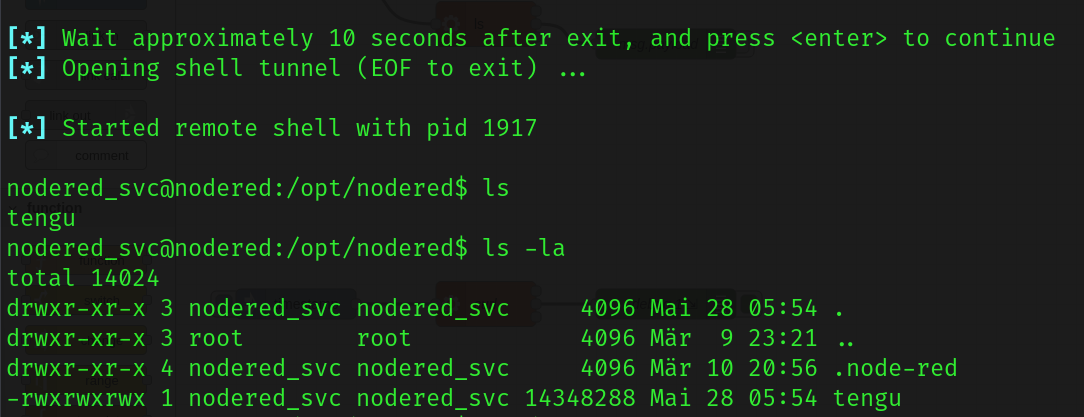 [*] Wait approximately 10 seconds after exit, and press <enter> to continue
[*] Opening shell tunnel (EOF to exit) ...
[*] Started remote shell with pid 1917
comment
nodered_svc@nodered:/opt/nodered$ ls
function
tengu
nodered_svc@nodered:/opt/nodered$ ls -la
total 14024
drwxr-xr-x 3 nodered_svc nodered_svc     4096 Mai 28 05:54 .
drwxr-xr-x 3 root        root            4096 Mär  9 23:21 ..
drwxr-xr-x 4 nodered_svc nodered_svc     4096 Mär 10 20:56 .node-red
-rwxrwxrwx 1 nodered_svc nodered_svc 14348288 Mai 28 05:54 tengu